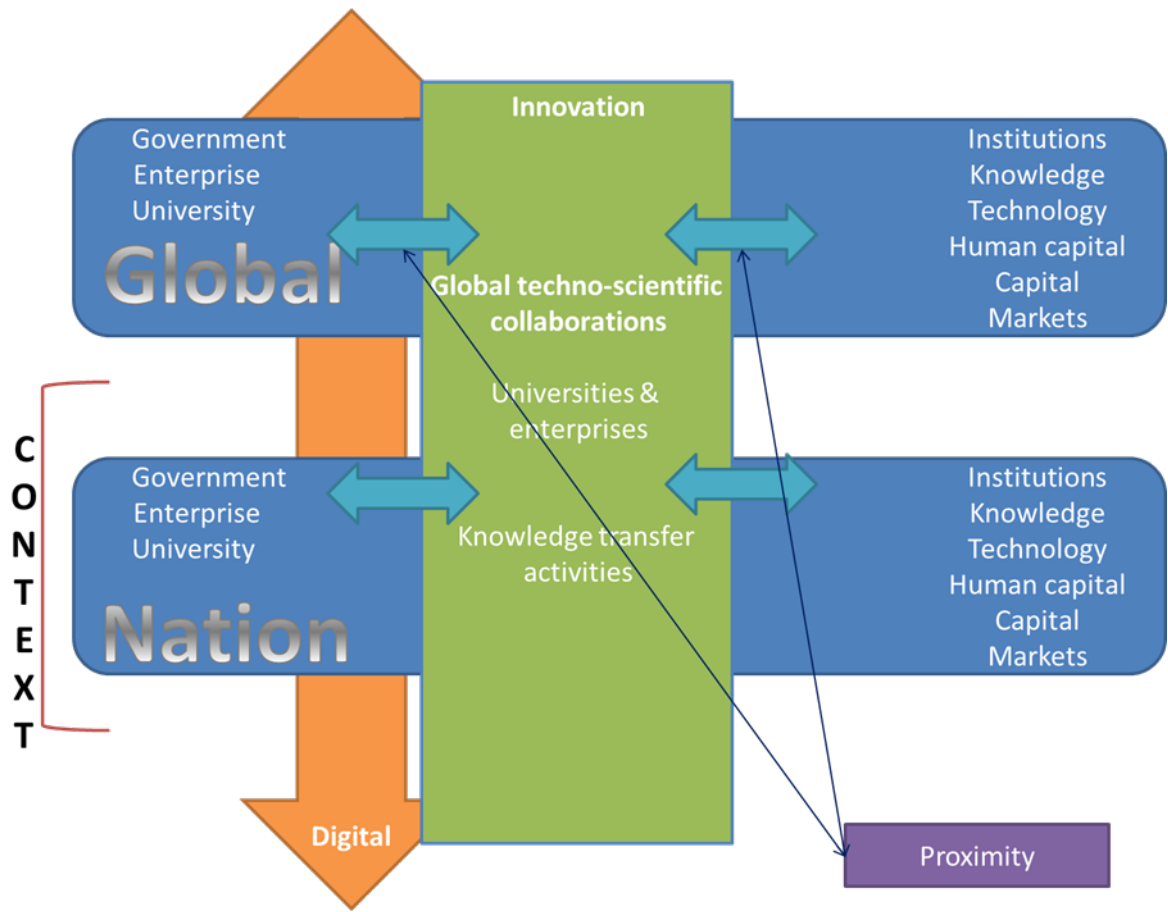 Innovation
Government
Enterprise
University
Global
Institutions
Knowledge
Technology
Human capital
Capital
Markets
Global techno-scientific
collaborations
Universities &
enterprises
CONTEXT
Government
Enterprise
University
Nation
Knowledge transfer
activities
Institutions
Knowledge
Technology
Human capital
Capital
Markets
Digital
Proximity